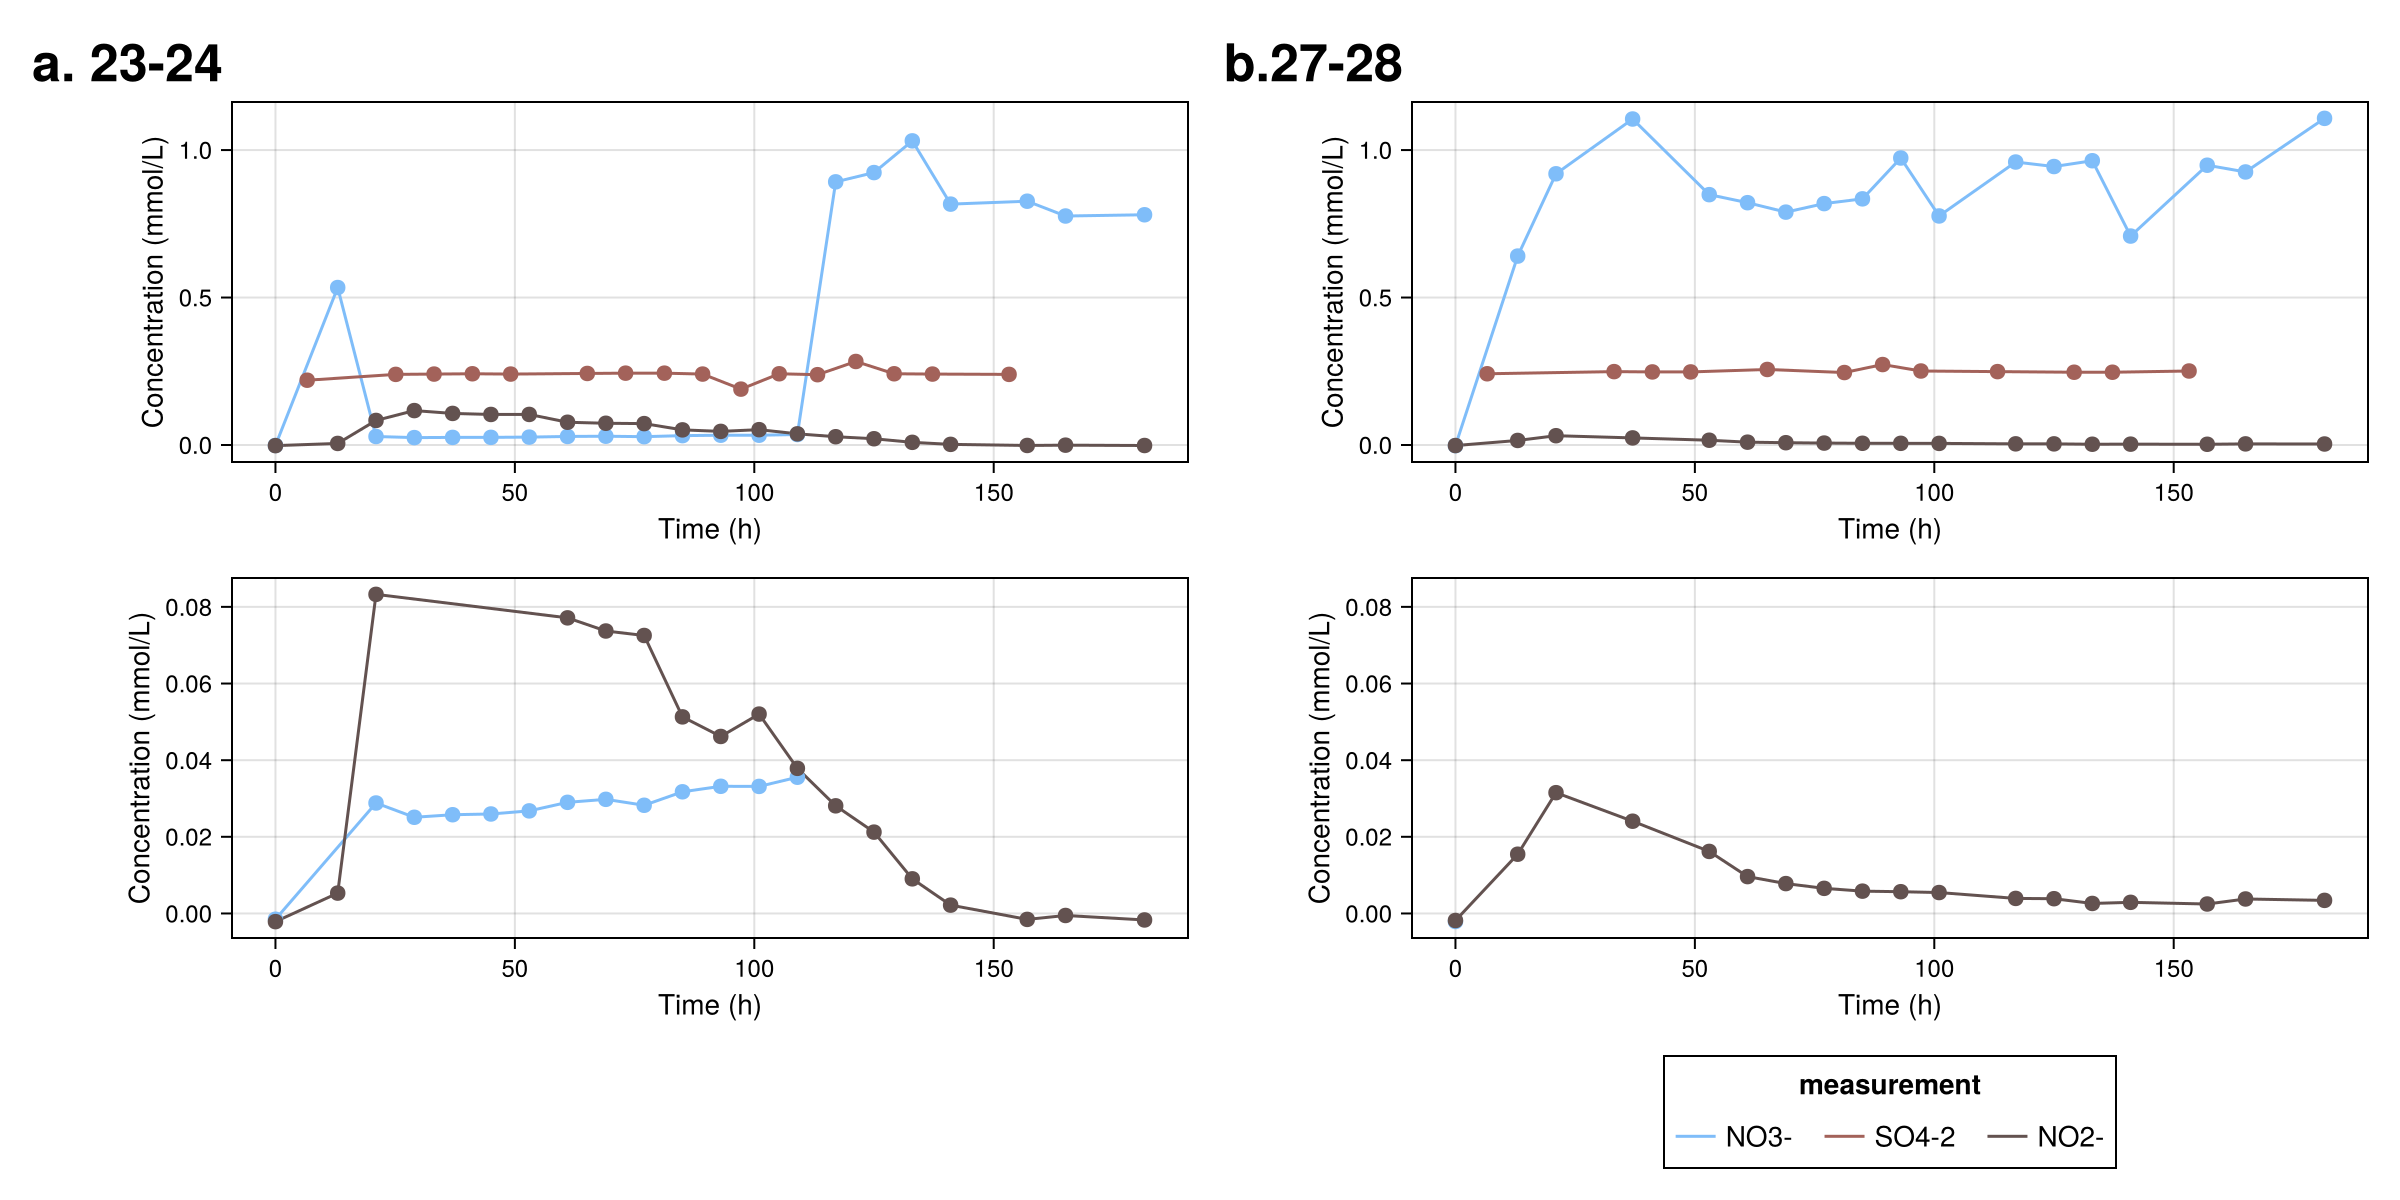 a. 23-24
b.27-28
Concentration (mmol/L)
1.0
0.5
0.0
0 50 100 150
Time (h)
Concentration (mmol/L)
1.0
0.5
0.0
0 50 100 150
Time (h)
Concentration (mmol/L)
0.08
0.06
0.04
0.02
0.00
0 50 100 150
Time (h)
Concentration (mmol/L)
0.08
0.06
0.04
0.02
0.00
0 50 100 150
Time (h)
measurement
NO3- SO4-2 NO2-